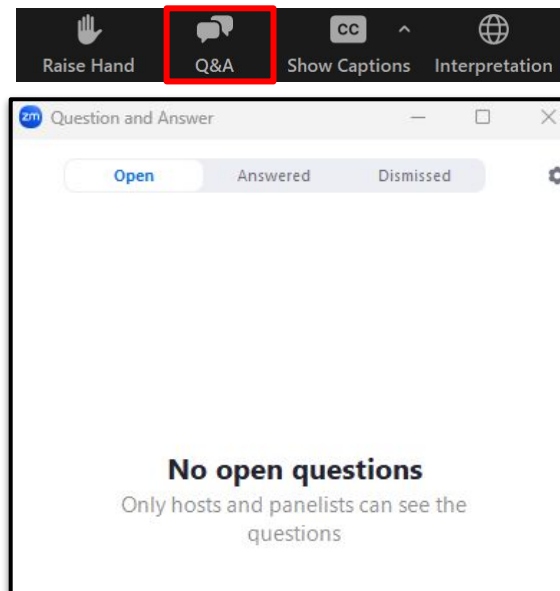 Raise Hand Q&A CC Show Captions Interpretation
zm Question and Answer
Open Answered Dismissed
No open questions
Only hosts and panelists can see the
questions